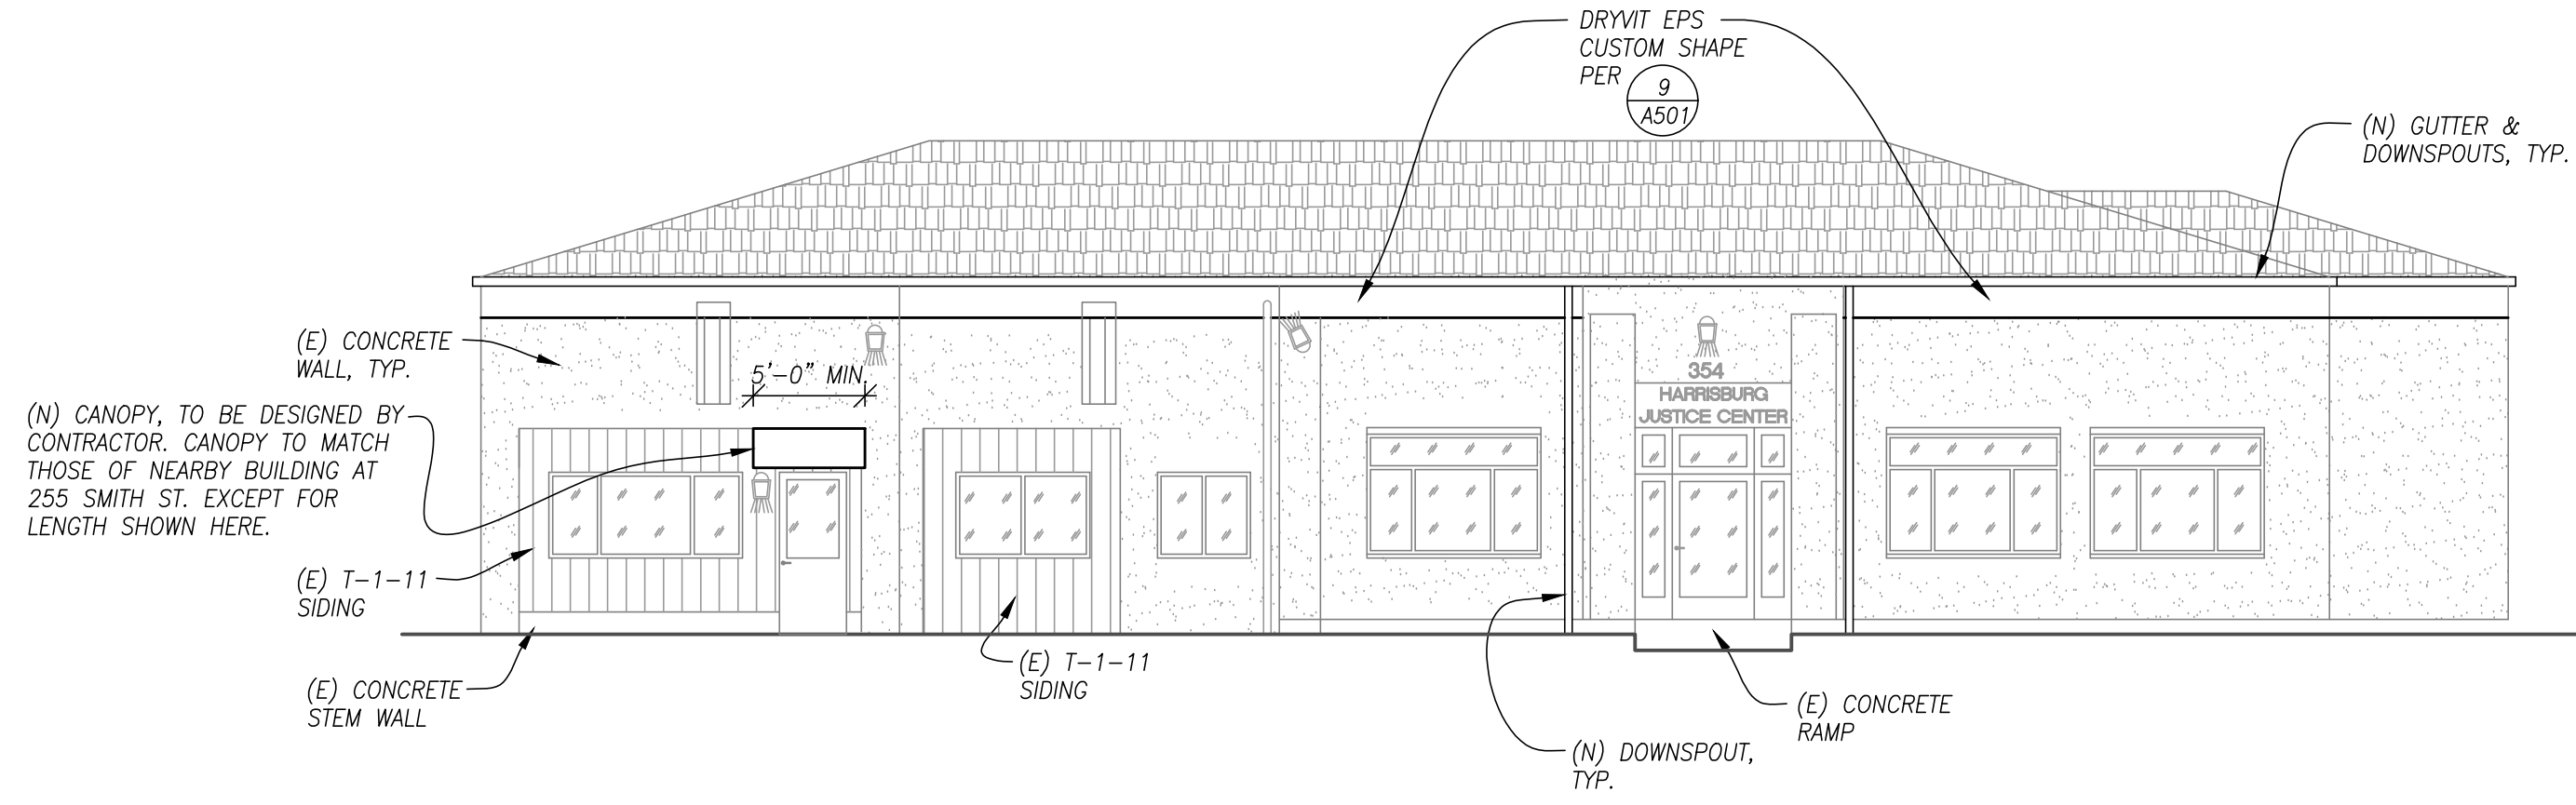 DRYVIT EPS
CUSTOM SHAPE
PER
9
A501
(N) GUTTER &
DOWNSPOUTS, TYP.
(E) CONCRETE
WALL, TYP.
5'-0" MIN.
(N) CANOPY, TO BE DESIGNED BY
CONTRACTOR. CANOPY TO MATCH
THOSE OF NEARBY BUILDING AT
255 SMITH ST. EXCEPT FOR
LENGTH SHOWN HERE.
354
HARRISBURG
JUSTICE CENTER
(E) T-1-11
SIDING
(E) CONCRETE
STEM WALL
(E) T-1-11
SIDING
(E) CONCRETE
RAMP
(N) DOWNSPOUT,
TYP.